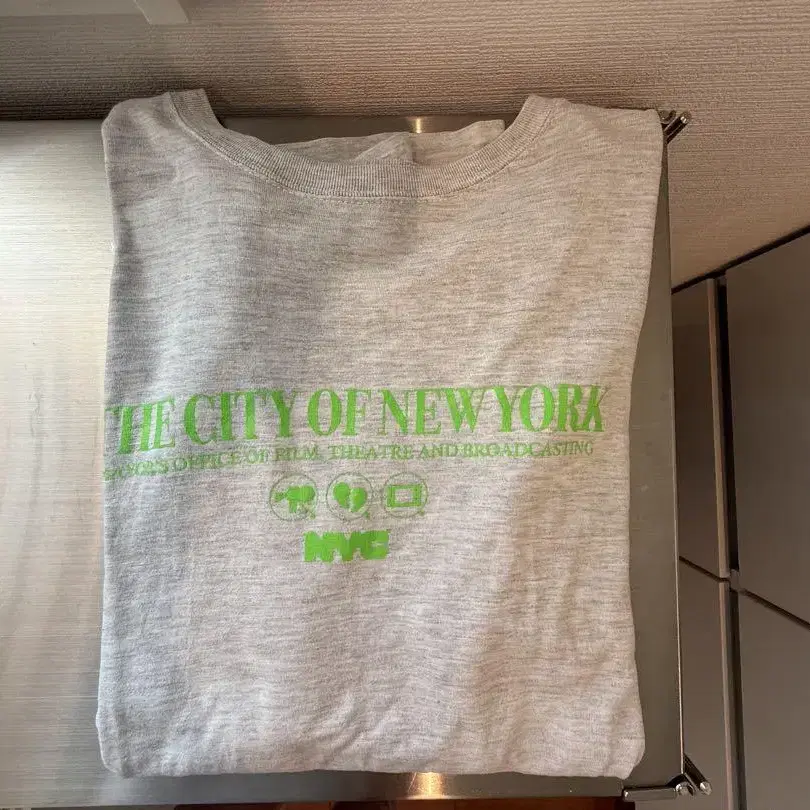 THE CITY OF NEW YORK
OFFICE OF FILM, THEATRE AND BROADCASTING
NYC